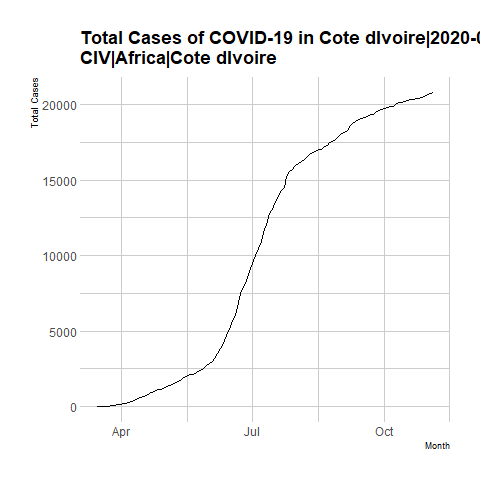 Total Cases of COVID-19 in Cote dIvoire|2020-0
CIV|Africa|Cote dIvoire
Total Cases
20000
15000
10000
5000
0
Apr Jul Oct
Month